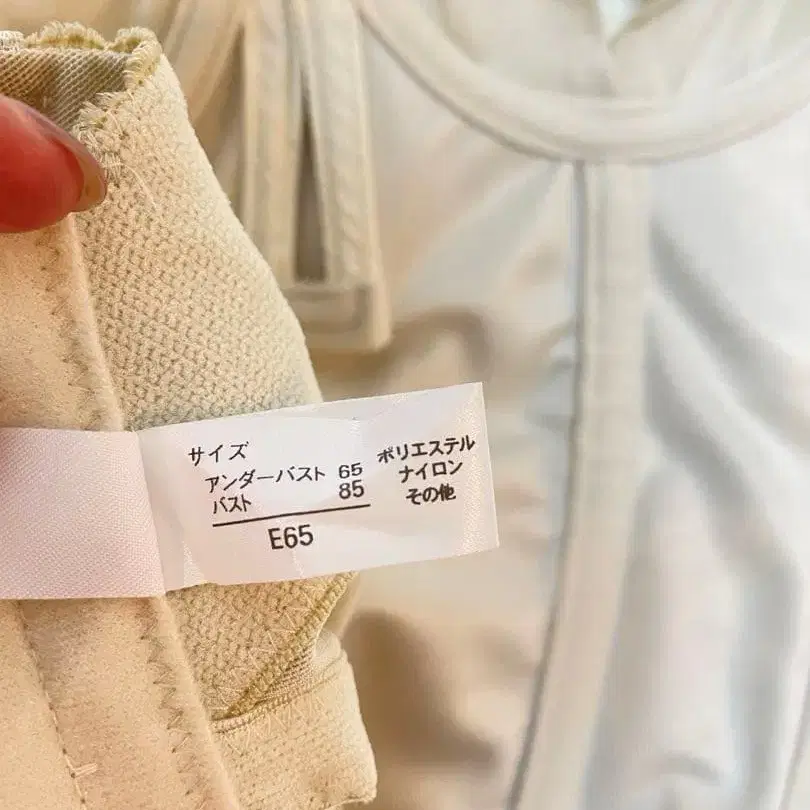 サイズ
アンダーバスト 65
バスト 85
E65
ポリエステル
ナイロン
その他